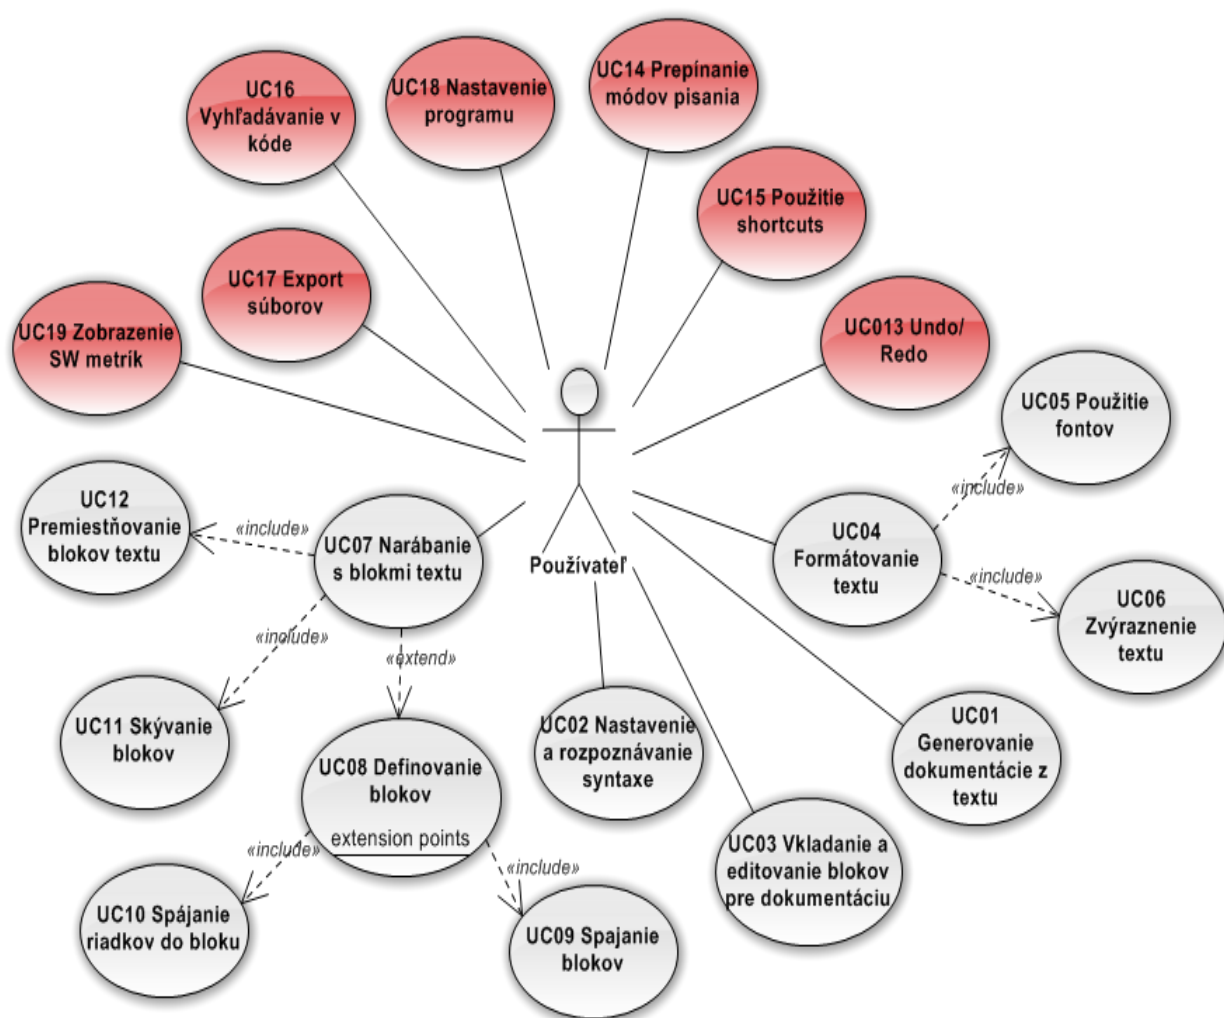 UC16
Vyhľadávanie v
kóde
UC18 Nastavenie
programu
UC14 Prepínanie
módov pisania
UC15 Použitie
shortcuts
UC17 Export
súborov
UC19 Zobrazenie
SW metrík
UC013 Undo/
Redo
UC05 Použitie
fontov
«include»
UC04
Formátovanie
textu
«include»
UC06
Zvýraznenie
textu
UC12
Premiestňovanie
blokov textu
«include»
UC07 Narábanie
s blokmi textu
Používateľ
«include»
«extend»
UC11 Skývanie
blokov
UC08 Definovanie
blokov
extension points
UC02 Nastavenie
a rozpoznávanie
syntaxe
UC01
Generovanie
dokumentácie z
textu
UC03 Vkladanie a
editovanie blokov
pre dokumentáciu
«include»
«include»
UC10 Spájanie
riadkov do bloku
UC09 Spajanie
blokov